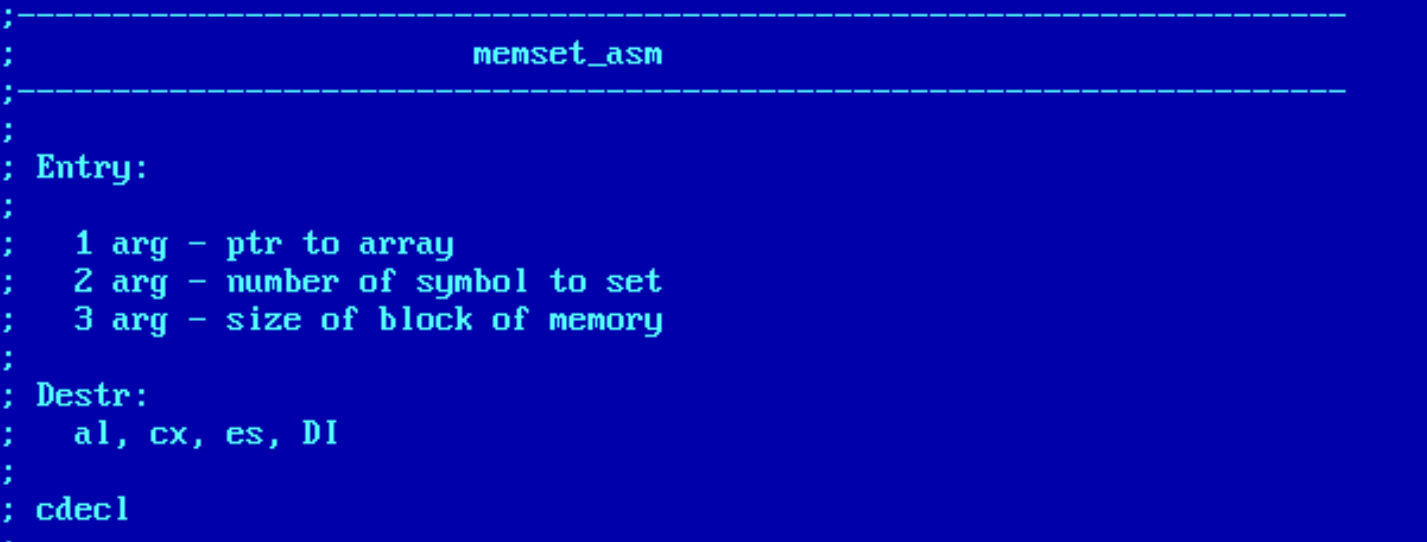 ;----------------------------------------------------------------------
;                        memset_asm
;----------------------------------------------------------------------
;
; Entry:
;
;   1 arg - ptr to array
;   2 arg - number of symbol to set
;   3 arg - size of block of memory
;
; Destr:
;   al, cx, es, DI
;
; cdecl